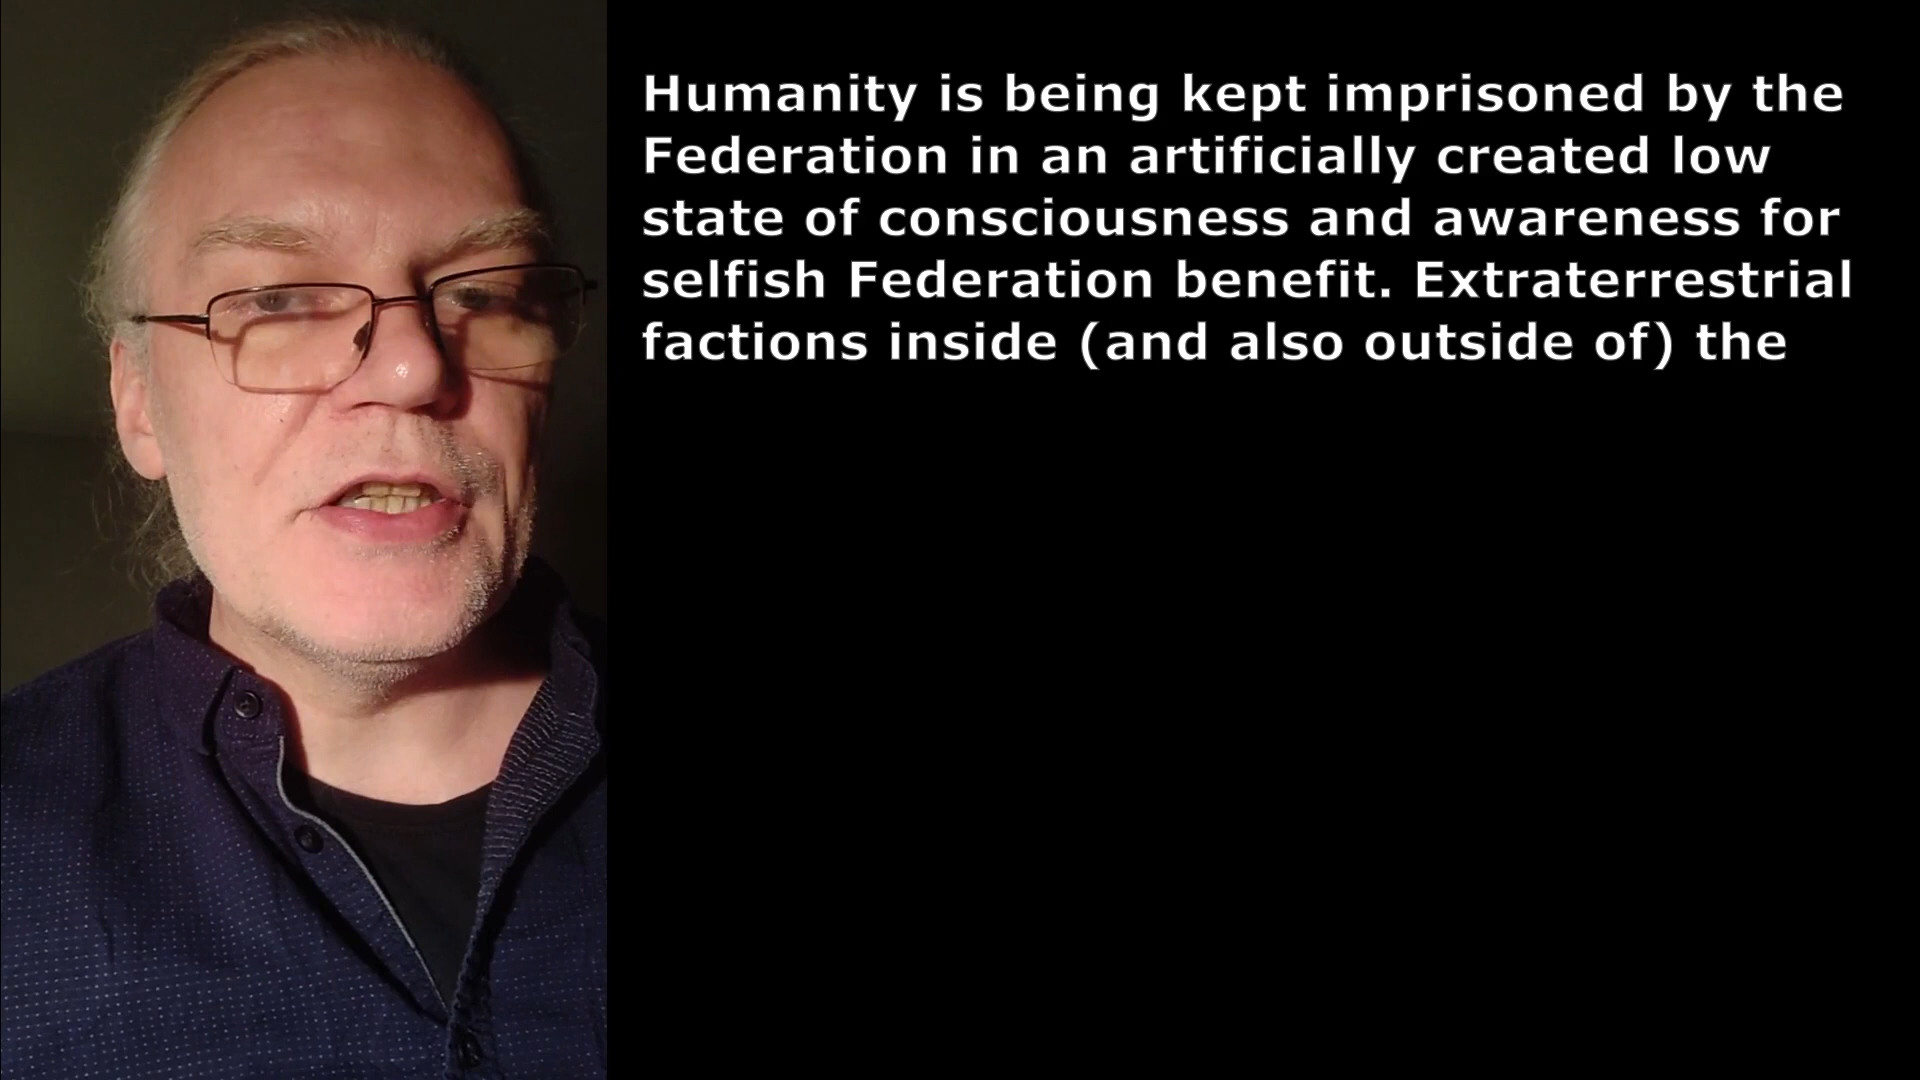 Humanity is being kept imprisoned by the
Federation in an artificially created low
state of consciousness and awareness for
selfish Federation benefit. Extraterrestrial
factions inside (and also outside of) the